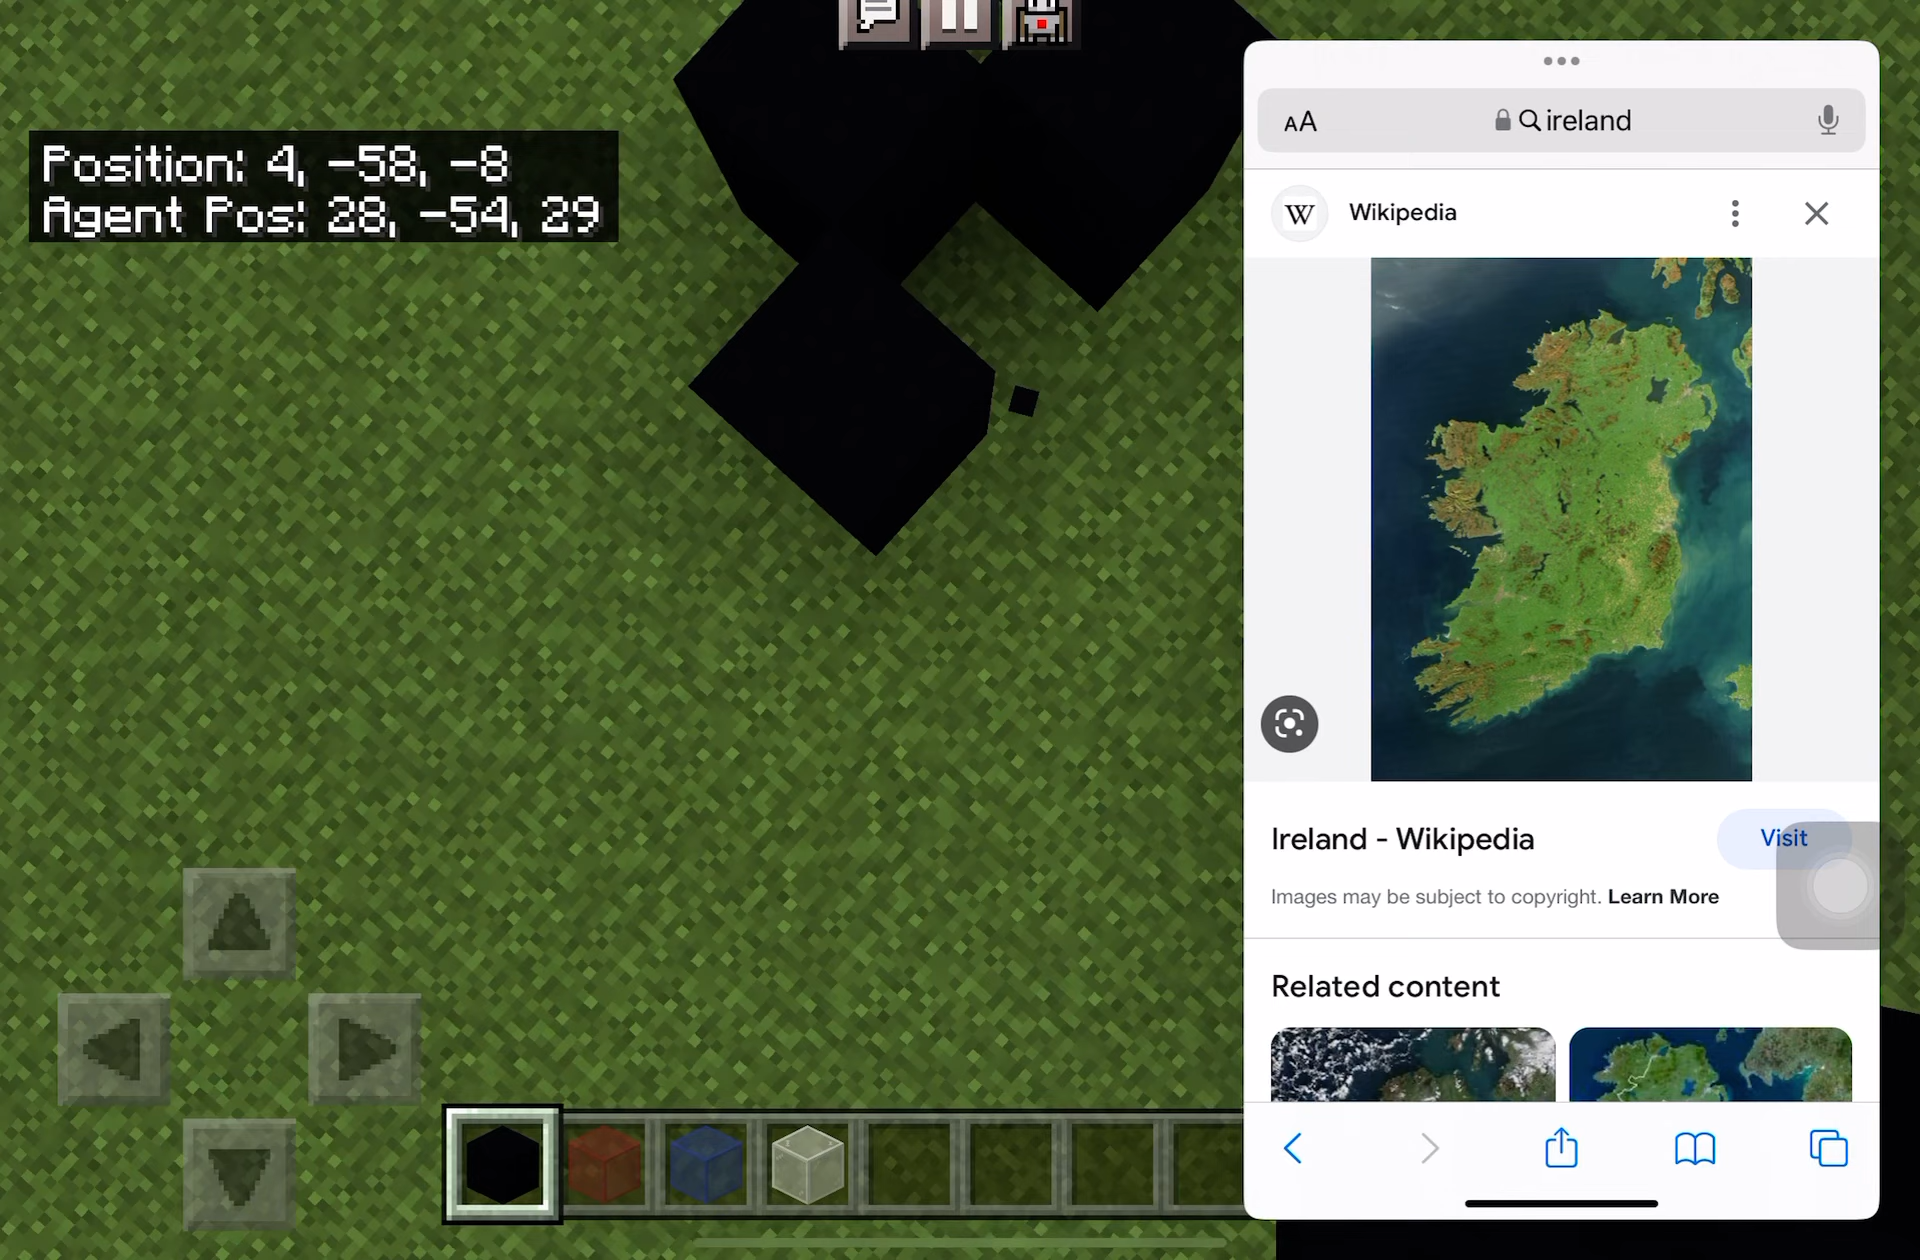 Position: 4, -58, -8
Agent Pos: 28, -54, 29
AA
ireland
W
Wikipedia
Ireland - Wikipedia
Visit
Images may be subject to copyright. Learn More
Related content